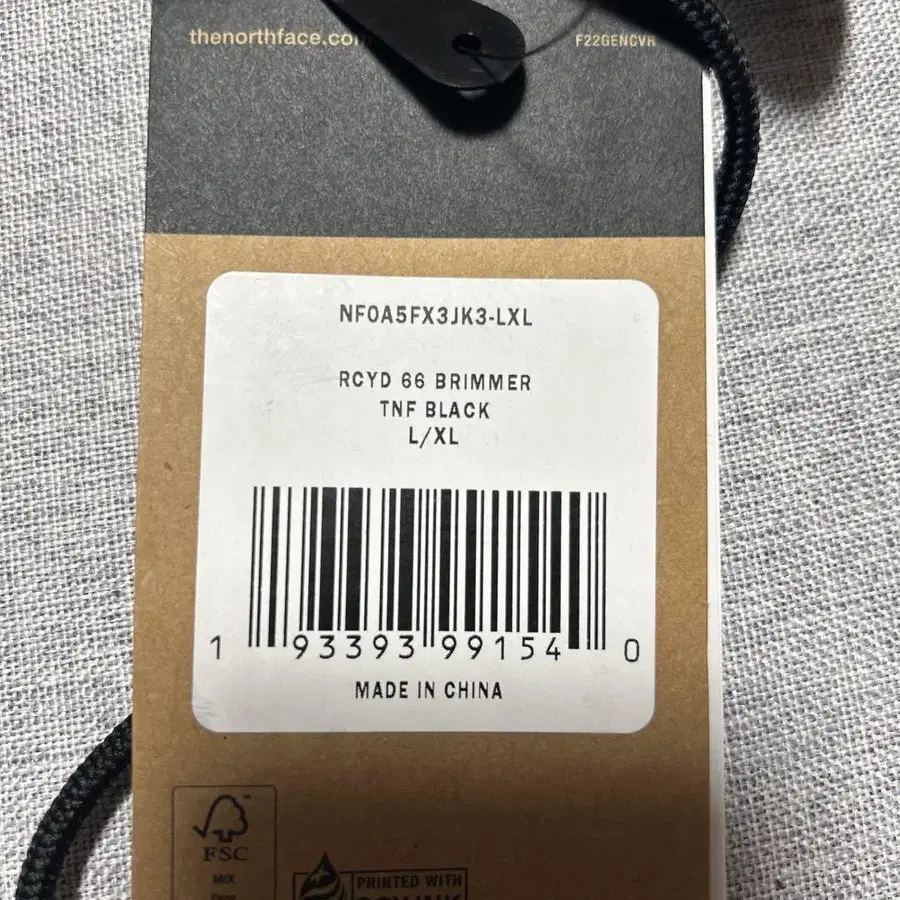 thenorthface.com
F22GENCVR
NF0A5FX3JK3-LXL
RCYD 66 BRIMMER
TNF BLACK
L/XL
1 93393 99154 0
MADE IN CHINA
FSC
MIX
PRINTED WITH